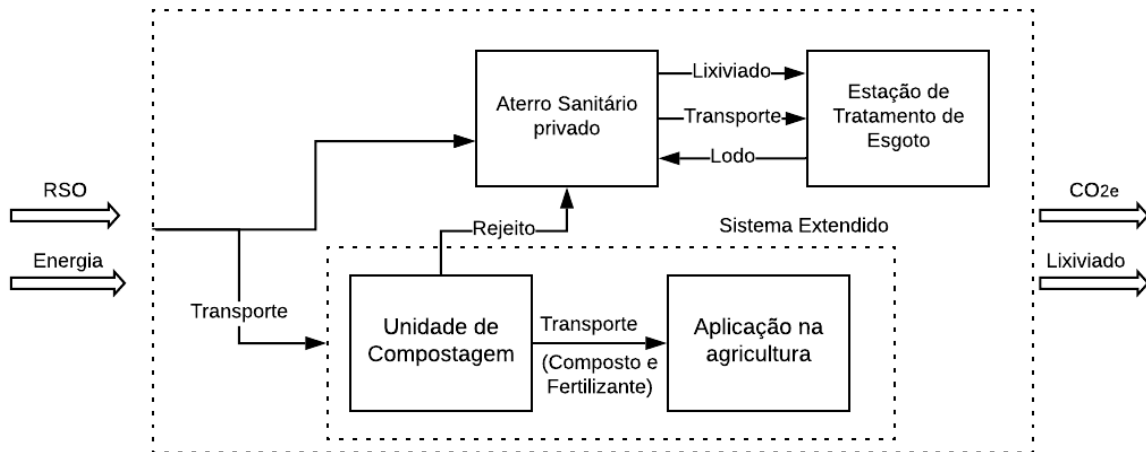 RSO
Energia
Aterro Sanitário
privado
Lixiviado
Transporte
Lodo
Estação de
Tratamento de
Esgoto
Rejeito
Sistema Extendido
Transporte
Unidade de
Compostagem
Transporte
(Composto e
Fertilizante)
Aplicação na
agricultura
CO2e
Lixiviado